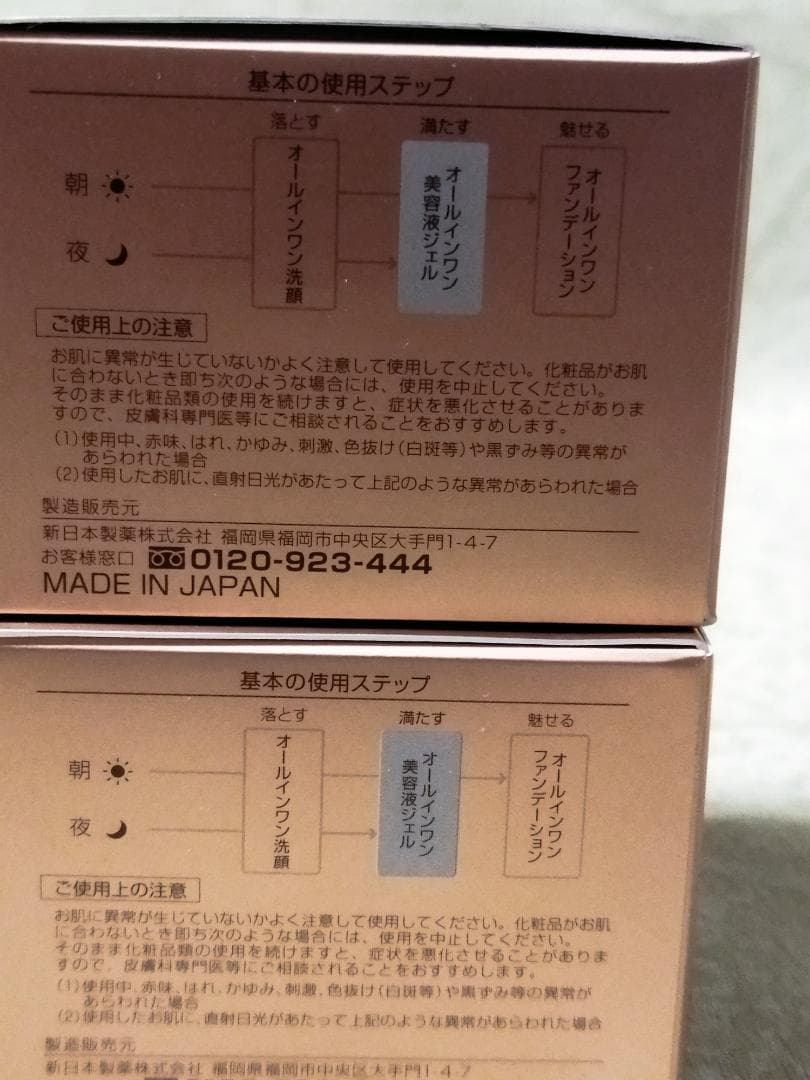 基本の使用ステップ
落とす 満たす 魅せる
朝
夜
オールインワン洗顔
オールインワン
美容液ジェル
オールインワン
ファンデーション
ご使用上の注意
お肌に異常が生じていないかよく注意して使用してください。化粧品がお肌
に合わないとき即ち次のような場合には、使用を中止してください。
そのまま化粧品類の使用を続けますと、症状を悪化させることがありま
すので、皮膚科専門医等にご相談されることをおすすめします。
(1)使用中、赤味、はれ、かゆみ、刺激、色抜け(白斑等)や黒ずみ等の異常が
あらわれた場合
(2)使用したお肌に、直射日光があたって上記のような異常があらわれた場合
製造販売元
新日本製薬株式会社 福岡県福岡市中央区大手門1-4-7
お客様窓口 0120-923-444
MADE IN JAPAN
基本の使用ステップ
落とす 満たす 魅せる
朝
夜
オールインワン洗顔
オールインワン
美容液ジェル
オールインワン
ファンデーション
ご使用上の注意
お肌に異常が生じていないかよく注意して使用してください。化粧品がお肌
に合わないとき即ち次のような場合には、使用を中止してください。
そのまま化粧品類の使用を続けますと、症状を悪化させることがありま
すので、皮膚科専門医等にご相談されることをおすすめします。
(1)使用中、赤味、はれ、かゆみ、刺激、色抜け(白斑等)や黒ずみ等の異常が
あらわれた場合
(2)使用したお肌に、直射日光があたって上記のような異常があらわれた場合
製造販売元
新日本製薬株式会社 福岡県福岡市中央区大手門1-4-7